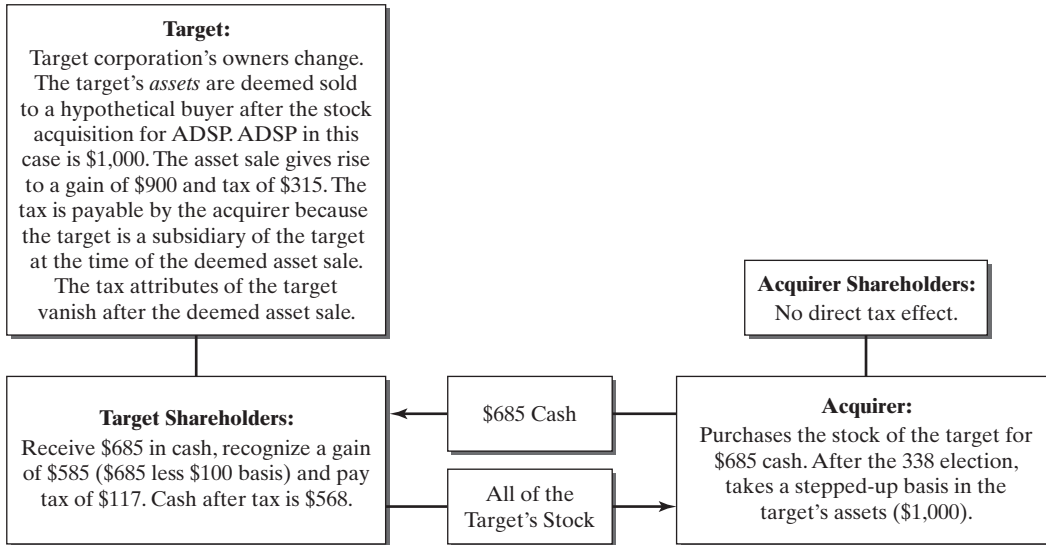 Target:
Target corporation's owners change.
The target's assets are deemed sold
to a hypothetical buyer after the stock
acquisition for ADSP. ADSP in this
case is $1,000. The asset sale gives rise
to a gain of $900 and tax of $315. The
tax is payable by the acquirer because
the target is a subsidiary of the target
at the time of the deemed asset sale.
The tax attributes of the target
vanish after the deemed asset sale.
Acquirer Shareholders:
No direct tax effect.
Target Shareholders:
Receive $685 in cash, recognize a gain
of $585 ($685 less $100 basis) and pay
tax of $117. Cash after tax is $568.
$685 Cash
All of the
Target's Stock
Acquirer:
Purchases the stock of the target for
$685 cash. After the 338 election,
takes a stepped-up basis in the
target's assets ($1,000).